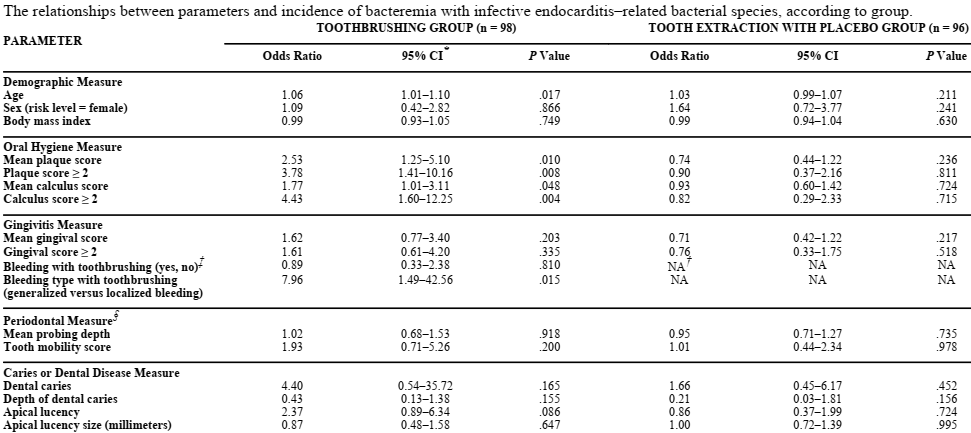 The relationships between parameters and incidence of bacteremia with infective endocarditis–related bacterial species, according to group.
PARAMETER TOOTHBRUSHING GROUP (n = 98) TOOTH EXTRACTION WITH PLACEBO GROUP (n = 96)
Odds Ratio 95% CI* P Value Odds Ratio 95% CI P Value
Demographic Measure
Age 1.06 1.01–1.10 .017 1.03 0.99–1.07 .211
Sex (risk level = female) 1.09 0.42–2.82 .866 1.64 0.72–3.77 .241
Body mass index 0.99 0.93–1.05 .749 0.99 0.94–1.04 .630
Oral Hygiene Measure
Mean plaque score 2.53 1.25–5.10 .010 0.74 0.44–1.22 .236
Plaque score ≥ 2 3.78 1.41–10.16 .008 0.90 0.37–2.16 .811
Mean calculus score 1.77 1.01–3.11 .048 0.93 0.60–1.42 .724
Calculus score ≥ 2 4.43 1.60–12.25 .004 0.82 0.29–2.33 .715
Gingivitis Measure
Mean gingival score 1.62 0.77–3.40 .203 0.71 0.42–1.22 .217
Gingival score ≥ 2 1.61 0.61–4.20 .335 0.76 0.33–1.75 .518
Bleeding with toothbrushing (yes, no)‡ 0.89 0.33–2.38 .810 NA† NA NA
Bleeding type with toothbrushing 7.96 1.49–42.56 .015 NA NA NA
(generalized versus localized bleeding)
Periodontal Measure§
Mean probing depth 1.02 0.68–1.53 .918 0.95 0.71–1.27 .735
Tooth mobility score 1.93 0.71–5.26 .200 1.01 0.44–2.34 .978
Caries or Dental Disease Measure
Dental caries 4.40 0.54–35.72 .165 1.66 0.45–6.17 .452
Depth of dental caries 0.43 0.13–1.38 .155 0.21 0.03–1.81 .156
Apical lucency 2.37 0.89–6.34 .086 0.86 0.37–1.99 .724
Apical lucency size (millimeters) 0.87 0.48–1.58 .647 1.00 0.72–1.39 .995